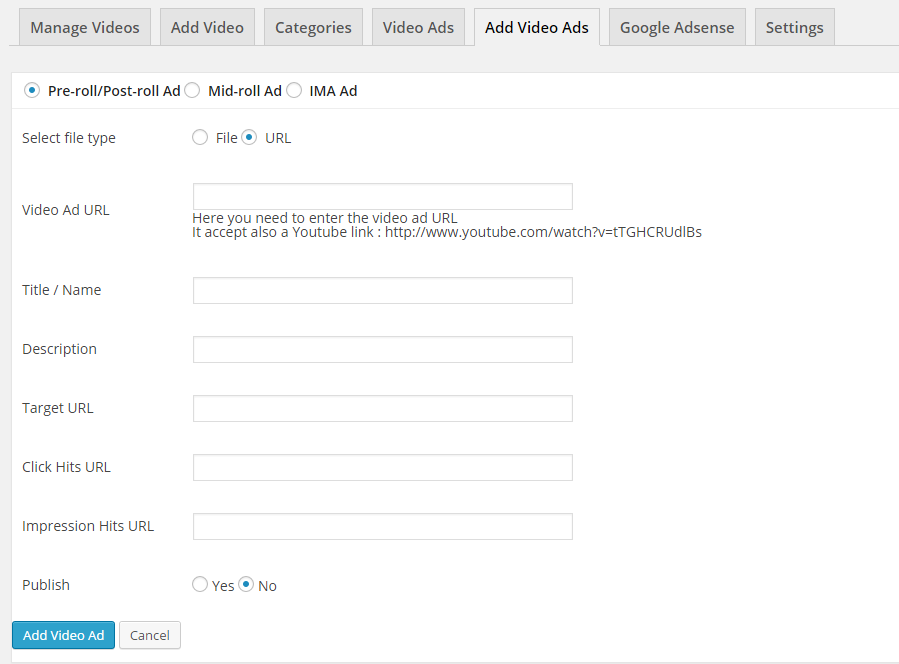 Manage Videos Add Video Categories Video Ads Add Video Ads Google Adsense Settings
Pre-roll/Post-roll Ad Mid-roll Ad IMA Ad
Select file type File URL
Video Ad URL
Here you need to enter the video ad URL
It accept also a Youtube link : http://www.youtube.com/watch?v=tTGHCRUdlBs
Title / Name
Description
Target URL
Click Hits URL
Impression Hits URL
Publish Yes No
Add Video Ad Cancel